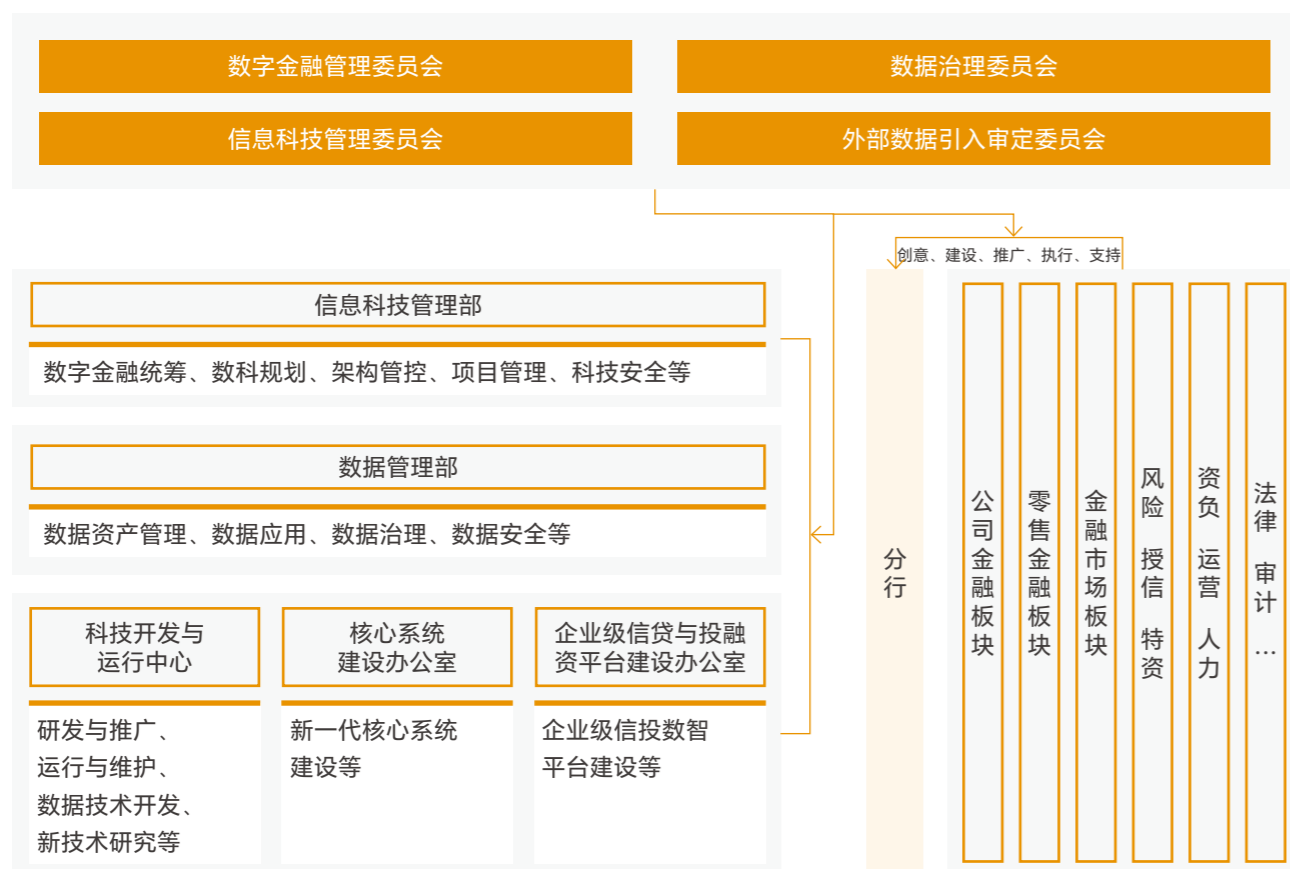 数字金融管理委员会
数据治理委员会
信息科技管理委员会
外部数据引入审定委员会
创意、建设、推广、执行、支持
信息科技管理部
数字金融统筹、数科规划、架构管控、项目管理、科技安全等
数据管理部
数据资产管理、数据应用、数据治理、数据安全等
科技开发与
运行中心
研发与推广、
运行与维护、
数据技术开发、
新技术研究等
核心系统
建设办公室
新一代核心系统
建设等
企业级信贷与投融
资平台建设办公室
企业级信投数智
平台建设等
分行
公司金融板块
零售金融板块
金融市场板块
风险 授信 特资
资负 运营 人力
法律 审计 …